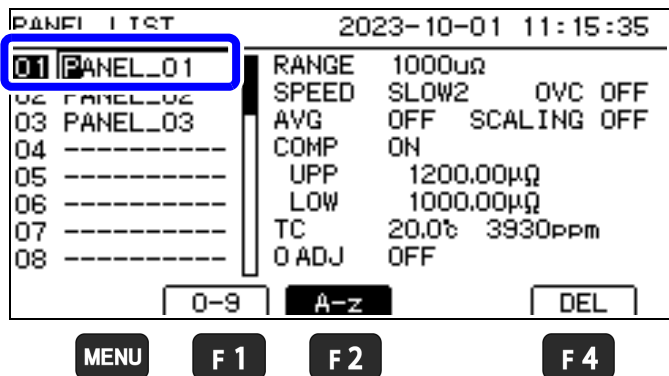 PANEL LIST 2023-10-01 11:15:35
01 PANEL_01 RANGE 1000uΩ
02 PANEL_02 SPEED SLOW2 OVC OFF
03 PANEL_03 AVG OFF SCALING OFF
04 ---------- COMP ON
05 ---------- UPP 1200.00μΩ
06 ---------- LOW 1000.00μΩ
07 ---------- TC 20.0℃ 3930ppm
08 ---------- 0 ADJ OFF
0-9 A-z DEL
MENU F1 F2 F4